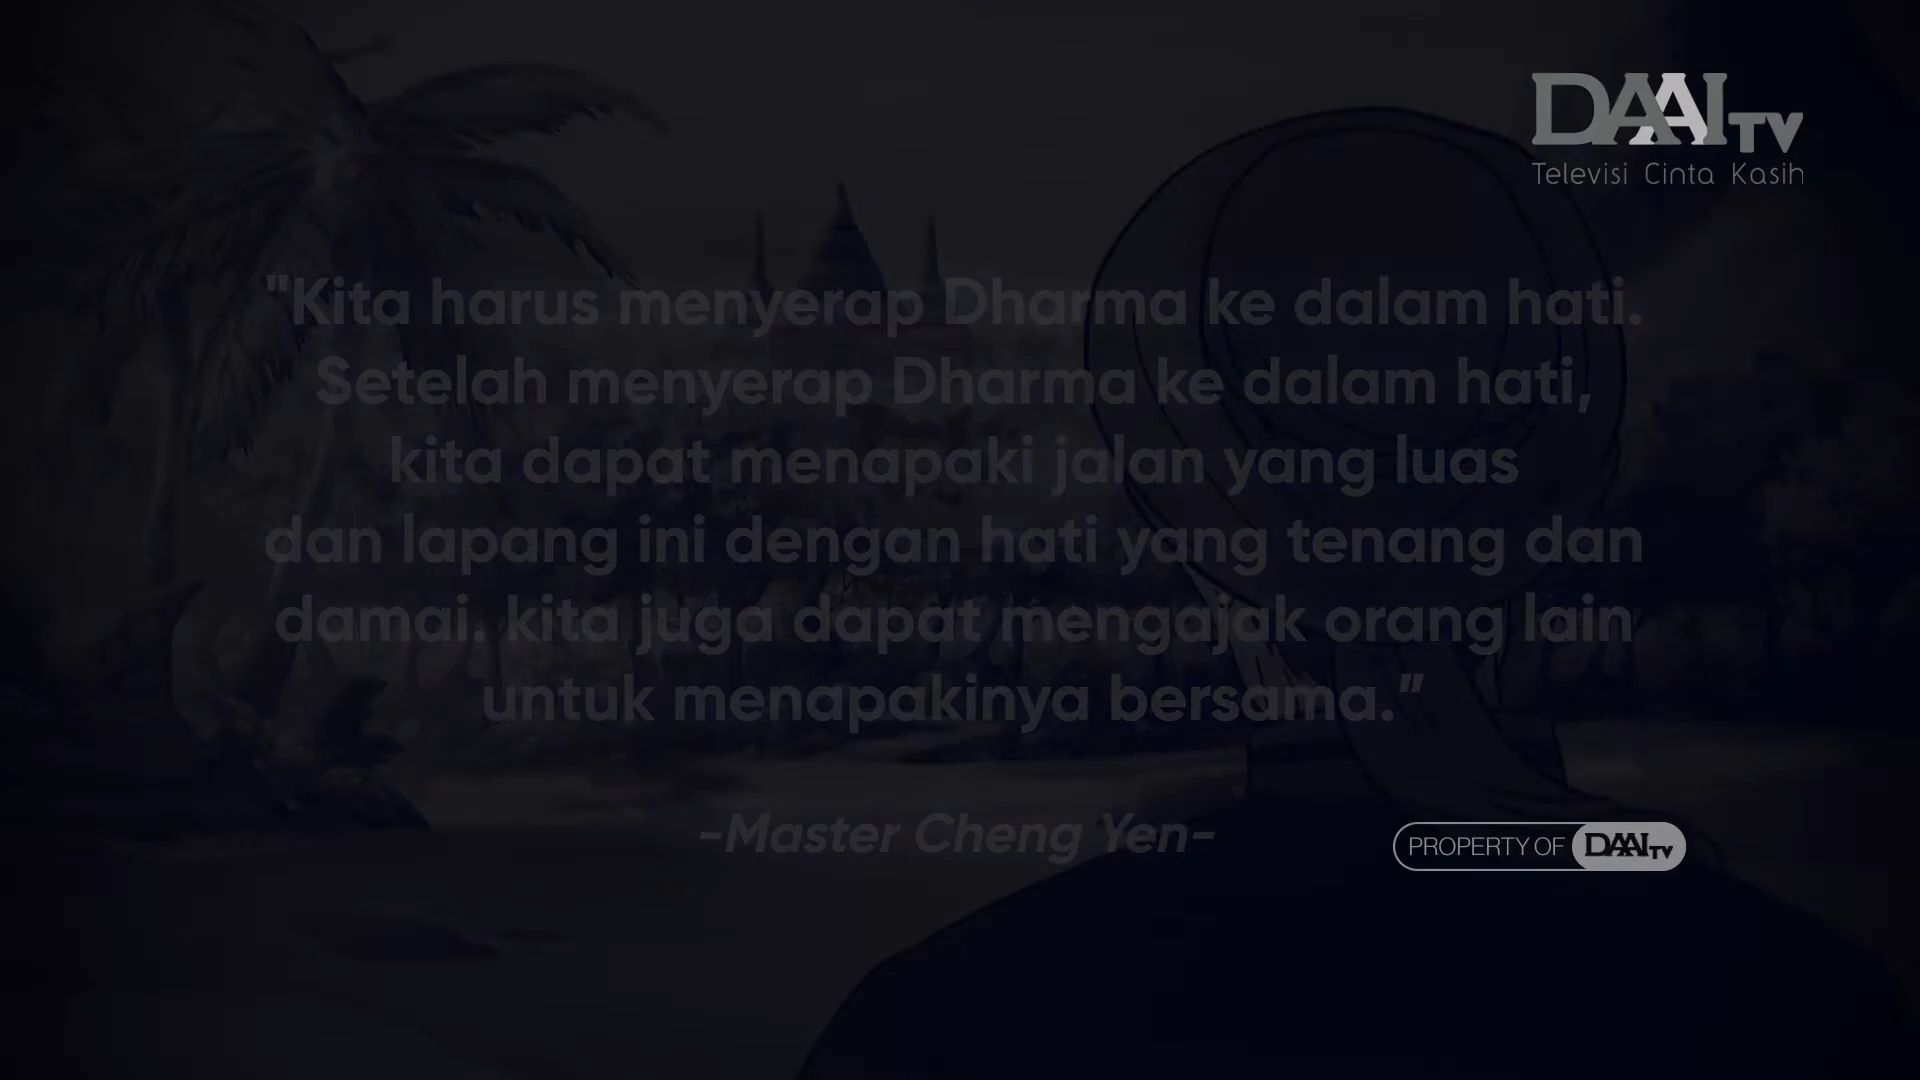 DAAI TV
Televisi Cinta Kasih
"Kita harus menyerap Dharma ke dalam hati.
Setelah menyerap Dharma ke dalam hati,
kita dapat menapaki jalan yang luas
dan lapang ini dengan hati yang tenang dan
damai. kita juga dapat mengajak orang lain
untuk menapakinya bersama."
-Master Cheng Yen-
PROPERTY OF DAAI TV